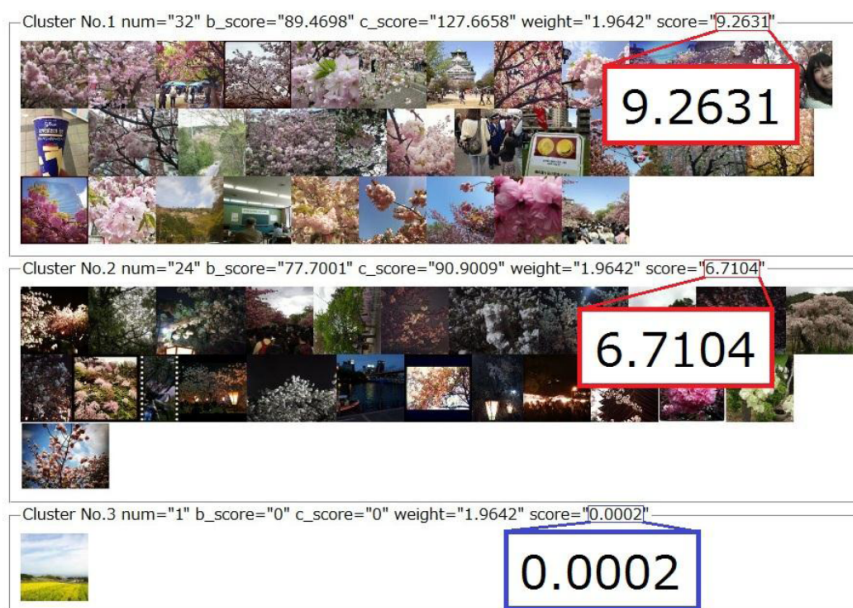 Cluster No.1 num="32" b_score="89.4698" c_score="127.6658" weight="1.9642" score="9.2631"
9.2631
Cluster No.2 num="24" b_score="77.7001" c_score="90.9009" weight="1.9642" score="6.7104"
6.7104
Cluster No.3 num="1" b_score="0" c_score="0" weight="1.9642" score="0.0002"
0.0002